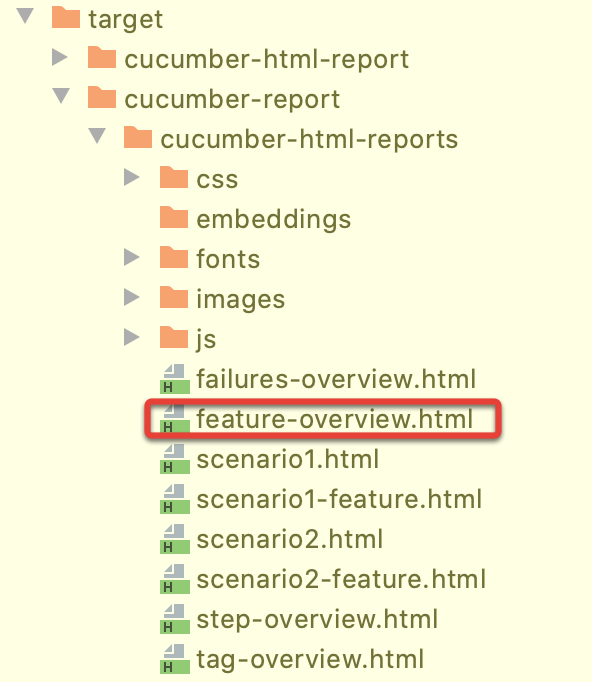 target
cucumber-html-report
cucumber-report
cucumber-html-reports
css
embeddings
fonts
images
js
H failures-overview.html
H feature-overview.html
H scenario1.html
H scenario1-feature.html
H scenario2.html
H scenario2-feature.html
H step-overview.html
H tag-overview.html